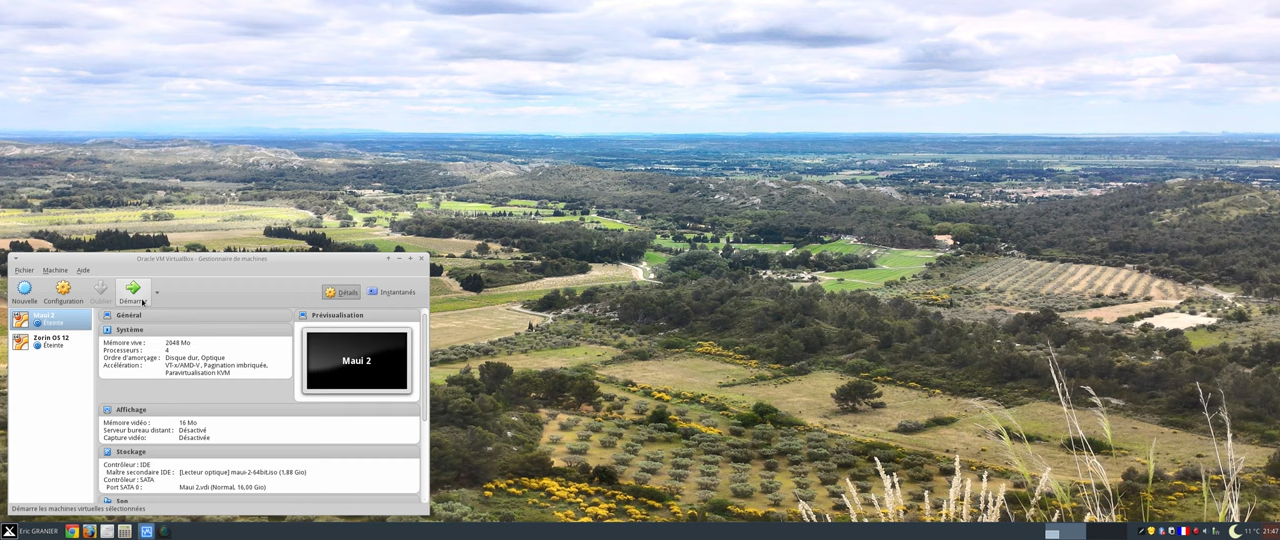 Oracle VM VirtualBox - Gestionnaire de machines
Fichier Machine Aide
Nouvelle Configuration Oublier Démarrer
Détails Instantanés
Maui 2
Éteinte
Zorin OS 12
Éteinte
Général
Système
Mémoire vive : 2048 Mo
Processeurs : 4
Ordre d'amorçage : Disque dur, Optique
Accélération : VT-x/AMD-V, Pagination imbriquée,
Paravirtualisation KVM
Prévisualisation
Maui 2
Affichage
Mémoire vidéo : 16 Mo
Serveur bureau distant : Désactivé
Capture vidéo: Désactivée
Stockage
Contrôleur : IDE
Maître secondaire IDE : [Lecteur optique] maui-2-64bit.iso (1,88 Gio)
Contrôleur : SATA
Port SATA 0 : Maui 2.vdi (Normal, 16,00 Gio)
Son
Démarre les machines virtuelles sélectionnées
Eric GRANIER
11 °C 21:47